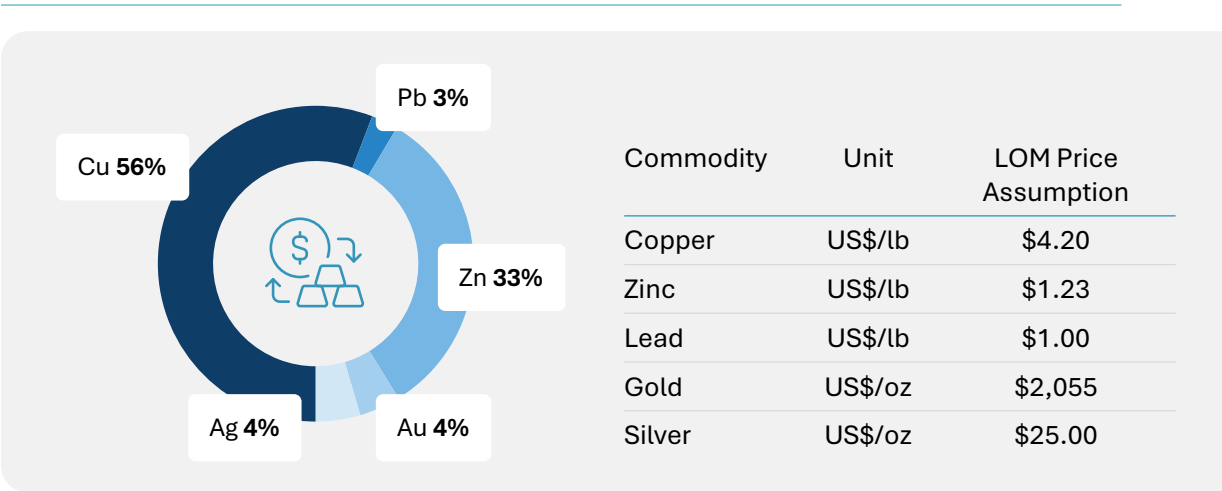 Pb 3%
Cu 56%
Zn 33%
Ag 4%
Au 4%
$
Commodity Unit LOM Price Assumption
Copper US$/lb $4.20
Zinc US$/lb $1.23
Lead US$/lb $1.00
Gold US$/oz $2,055
Silver US$/oz $25.00